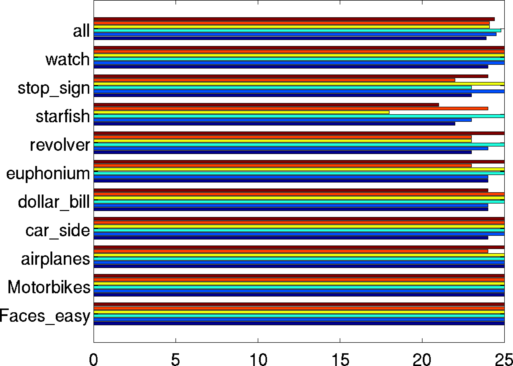 all
watch
stop_sign
starfish
revolver
euphonium
dollar_bill
car_side
airplanes
Motorbikes
Faces_easy
0 5 10 15 20 25